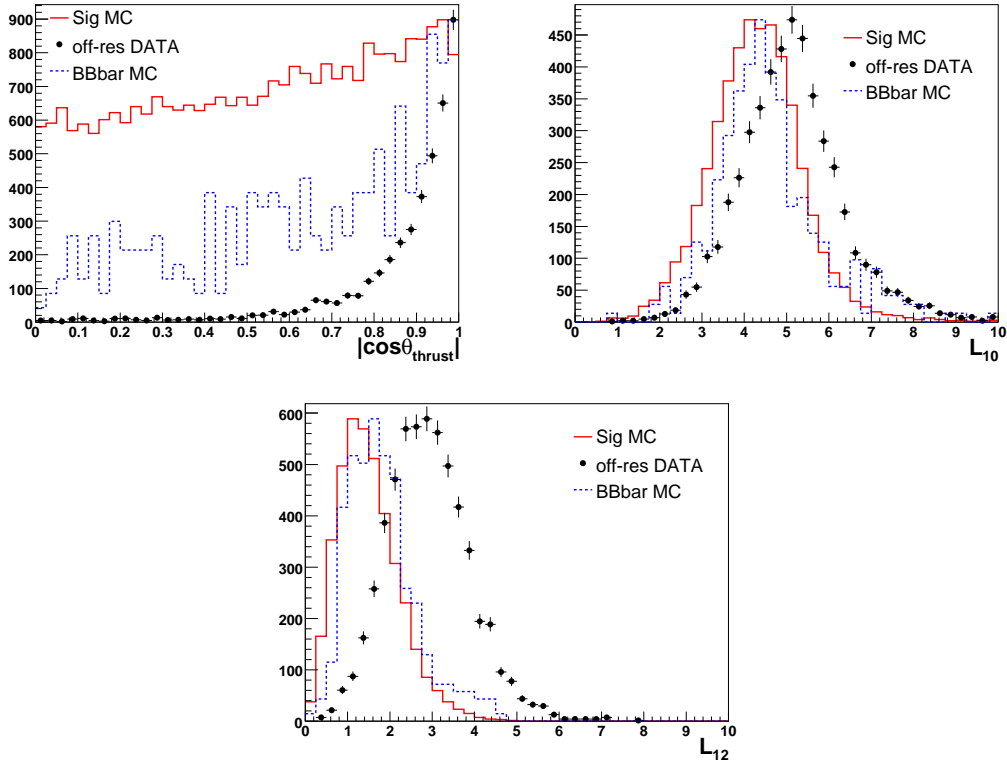 900
800
700
600
500
400
300
200
100
0
Sig MC
off-res DATA
BBbar MC
0 0.1 0.2 0.3 0.4 0.5 0.6 0.7 0.8 0.9 1
|cosθthrust|
450
400
350
300
250
200
150
100
50
0
Sig MC
off-res DATA
BBbar MC
0 1 2 3 4 5 6 7 8 9 10
L10
600
500
400
300
200
100
0
Sig MC
off-res DATA
BBbar MC
0 1 2 3 4 5 6 7 8 9 10
L12